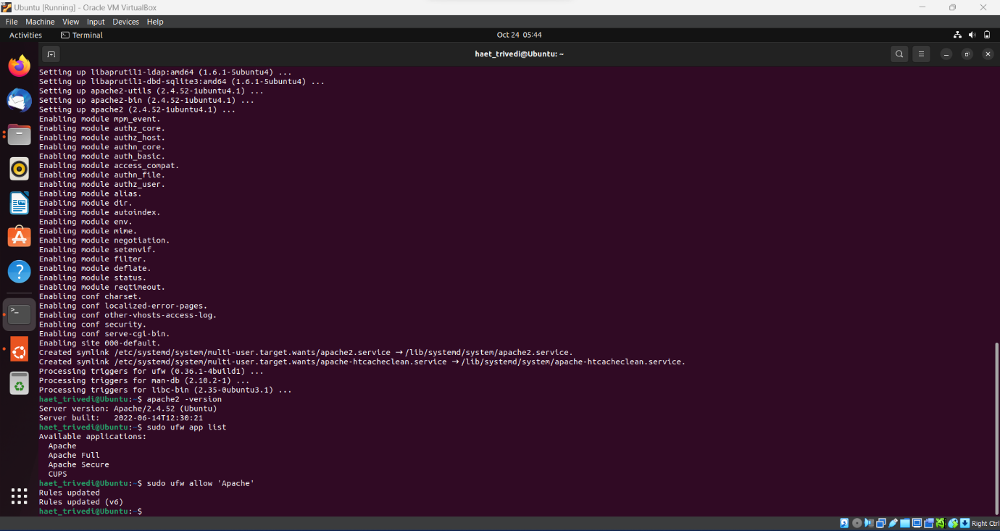 Ubuntu [Running] - Oracle VM VirtualBox
File Machine View Input Devices Help
Activities Terminal Oct 24 05:44
haet_trivedi@Ubuntu: ~
Setting up libaprutil1-ldap:amd64 (1.6.1-5ubuntu4) ...
Setting up libaprutil1-dbd-sqlite3:amd64 (1.6.1-5ubuntu4) ...
Setting up apache2-utils (2.4.52-1ubuntu4.1) ...
Setting up apache2-bin (2.4.52-1ubuntu4.1) ...
Setting up apache2 (2.4.52-1ubuntu4.1) ...
Enabling module mpm_event.
Enabling module authz_core.
Enabling module authz_host.
Enabling module authn_core.
Enabling module auth_basic.
Enabling module access_compat.
Enabling module authn_file.
Enabling module authz_user.
Enabling module alias.
Enabling module dir.
Enabling module autoindex.
Enabling module env.
Enabling module mime.
Enabling module negotiation.
Enabling module setenvif.
Enabling module filter.
Enabling module deflate.
Enabling module status.
Enabling module reqtimeout.
Enabling conf charset.
Enabling conf localized-error-pages.
Enabling conf other-vhosts-access-log.
Enabling conf security.
Enabling conf serve-cgi-bin.
Enabling site 000-default.
Created symlink /etc/systemd/system/multi-user.target.wants/apache2.service → /lib/systemd/system/apache2.service.
Created symlink /etc/systemd/system/multi-user.target.wants/apache-htcacheclean.service → /lib/systemd/system/apache-htcacheclean.service.
Processing triggers for ufw (0.36.1-4build1) ...
Processing triggers for man-db (2.10.2-1) ...
Processing triggers for libc-bin (2.35-0ubuntu3.1) ...
haet_trivedi@Ubuntu:~$ apache2 -version
Server version: Apache/2.4.52 (Ubuntu)
Server built:   2022-06-14T12:30:21
haet_trivedi@Ubuntu:~$ sudo ufw app list
Available applications:
  Apache
  Apache Full
  Apache Secure
  CUPS
haet_trivedi@Ubuntu:~$ sudo ufw allow 'Apache'
Rules updated
Rules updated (v6)
haet_trivedi@Ubuntu:~$
Right Ctrl